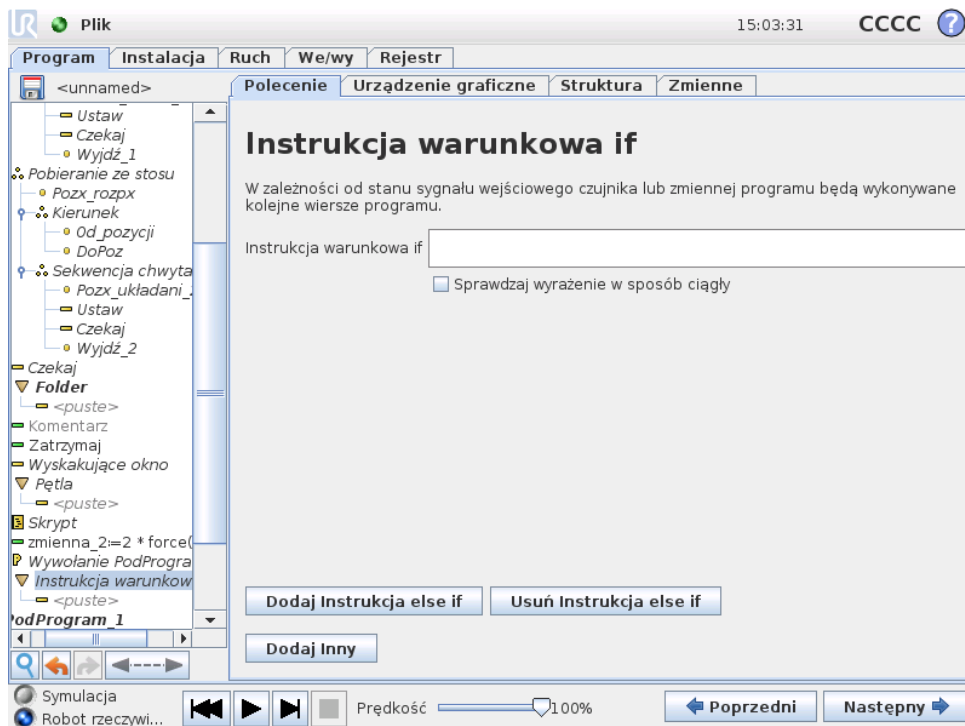 UR Plik 15:03:31 CCCC ?
Program Instalacja Ruch We/wy Rejestr
<unnamed>
Polecenie Urządzenie graficzne Struktura Zmienne
Ustaw
Czekaj
Wyjdź_1
Pobieranie ze stosu
Pozx_rozpx
Kierunek
Od_pozycji
DoPoz
Sekwencja chwyta
Pozx_układani_2
Ustaw
Czekaj
Wyjdź_2
Czekaj
Folder
<puste>
Komentarz
Zatrzymaj
Wyskakujące okno
Pętla
<puste>
Skrypt
zmienna_2:=2 * force(
P Wywołanie PodProgra
Instrukcja warunkow
<puste>
PodProgram_1
Instrukcja warunkowa if
W zależności od stanu sygnału wejściowego czujnika lub zmiennej programu będą wykonywane
kolejne wiersze programu.
Instrukcja warunkowa if
Sprawdzaj wyrażenie w sposób ciągły
Dodaj Instrukcja else if Usuń Instrukcja else if
Dodaj Inny
Symulacja
Robot rzeczywi...
Prędkość 100%
Poprzedni Następny